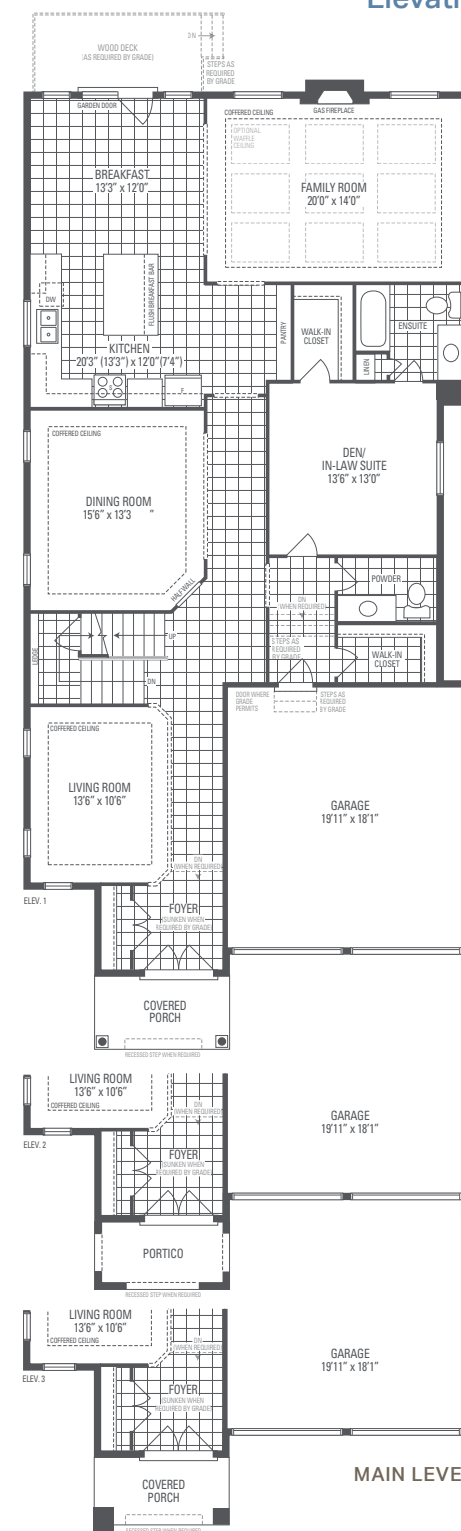 Elevati
WOOD DECK
(AS REQUIRED BY GRADE)
DN
STEPS AS
REQUIRED
BY GRADE
GARDEN DOOR
COFFERED CEILING
GAS FIREPLACE
OPTIONAL
WAFFLE
CEILING
BREAKFAST
13'3" x 12'0"
FAMILY ROOM
20'0" x 14'0"
DW
FLUSH BREAKFAST BAR
PANTRY
WALK-IN
CLOSET
ENSUITE
LINEN
KITCHEN
20'3" (13'3") x 12'0" (7'4")
S
F
COFFERED CEILING
DEN/
IN-LAW SUITE
13'6" x 13'0"
DINING ROOM
15'6" x 13'3 "
HALF WALL
POWDER
DN
(WHEN REQUIRED)
UP
LEDGE
STEPS AS
REQUIRED
BY GRADE
WALK-IN
CLOSET
DN
DOOR WHERE
GRADE
PERMITS
STEPS AS
REQUIRED
BY GRADE
COFFERED CEILING
LIVING ROOM
13'6" x 10'6"
GARAGE
19'11" x 18'1"
DN
(WHEN REQUIRED)
ELEV. 1
FOYER
(SUNKEN WHEN
REQUIRED BY GRADE)
COVERED
PORCH
RECESSED STEP WHEN REQUIRED
LIVING ROOM
13'6" x 10'6"
COFFERED CEILING
DN
(WHEN REQUIRED)
GARAGE
19'11" x 18'1"
ELEV. 2
FOYER
(SUNKEN WHEN
REQUIRED BY GRADE)
PORTICO
RECESSED STEP WHEN REQUIRED
LIVING ROOM
13'6" x 10'6"
COFFERED CEILING
DN
(WHEN REQUIRED)
GARAGE
19'11" x 18'1"
ELEV. 3
FOYER
(SUNKEN WHEN
REQUIRED BY GRADE)
MAIN LEVE
COVERED
PORCH
RECESSED STEP WHEN REQUIRED